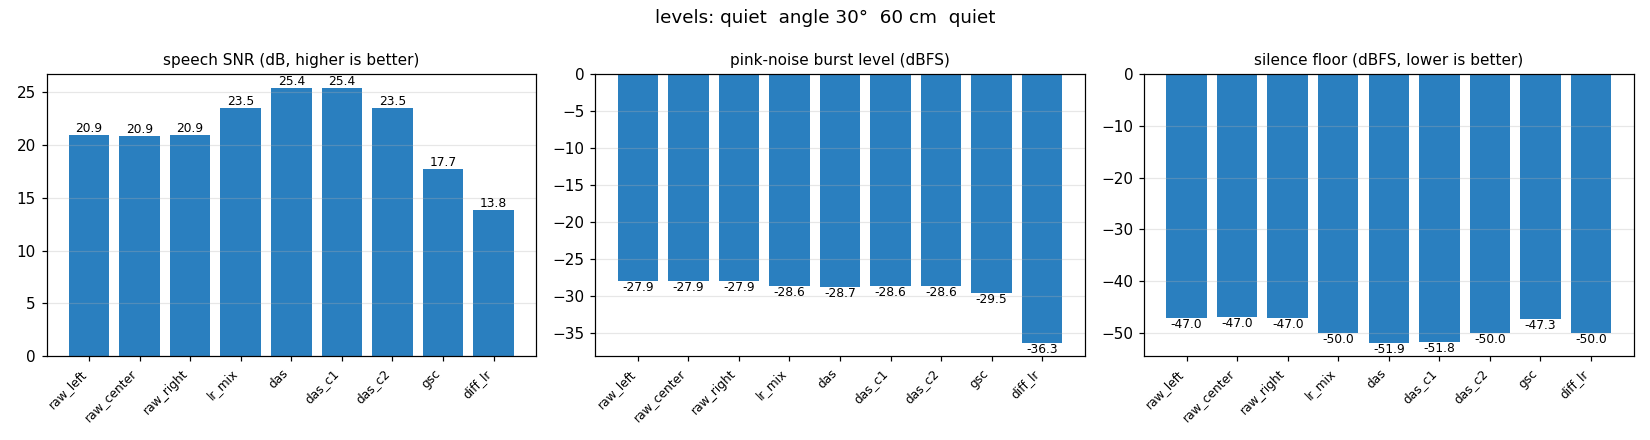 levels: quiet  angle 30°  60 cm  quiet
speech SNR (dB, higher is better)
25
20
15
10
5
0
20.9
20.9
20.9
23.5
25.4
25.4
23.5
17.7
13.8
raw_left
raw_center
raw_right
lr_mix
das
das_c1
das_c2
gsc
diff_lr
pink-noise burst level (dBFS)
0
−5
−10
−15
−20
−25
−30
−35
-27.9
-27.9
-27.9
-28.6
-28.7
-28.6
-28.6
-29.5
-36.3
raw_left
raw_center
raw_right
lr_mix
das
das_c1
das_c2
gsc
diff_lr
silence floor (dBFS, lower is better)
0
−10
−20
−30
−40
−50
-47.0
-47.0
-47.0
-50.0
-51.9
-51.8
-50.0
-47.3
-50.0
raw_left
raw_center
raw_right
lr_mix
das
das_c1
das_c2
gsc
diff_lr